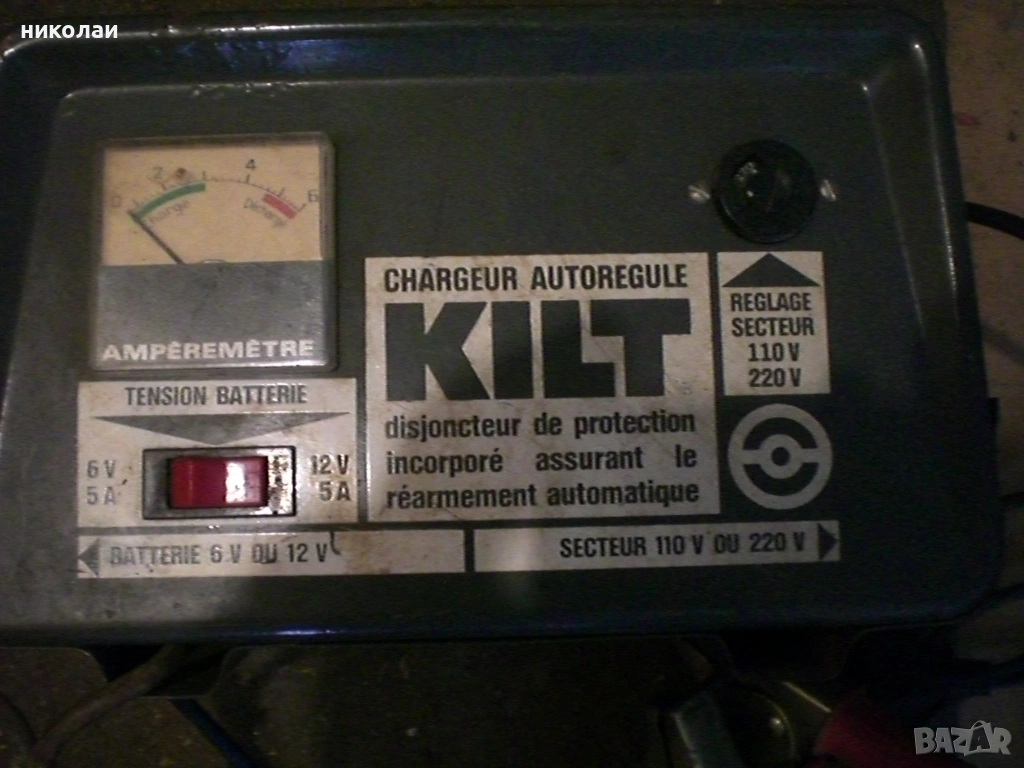 николаи
0 2 4 6
Décharge
AMPÈREMÈTRE
TENSION BATTERIE
6 V 12 V
5 A 5 A
CHARGEUR AUTOREGULE
KILT
disjoncteur de protection
incorporé assurant le
réarmement automatique
REGLAGE
SECTEUR
110 V
220 V
BATTERIE 6 V OU 12 V
SECTEUR 110 V OU 220 V
BAZAR